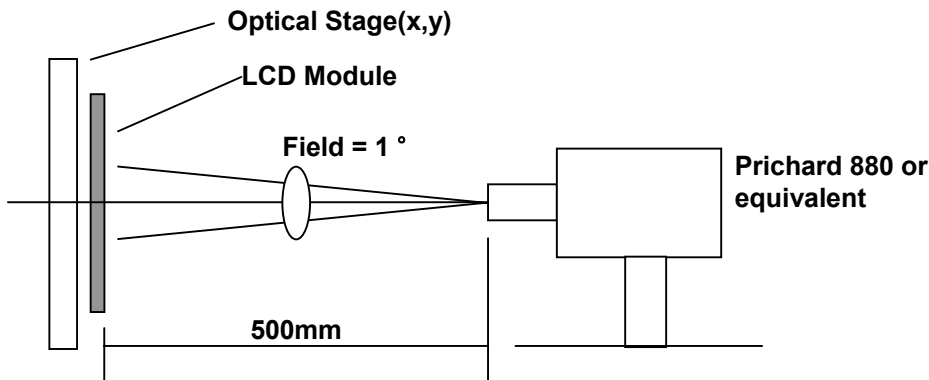 Optical Stage(x,y)
LCD Module
Field = 1 °
Prichard 880 or
equivalent
500mm